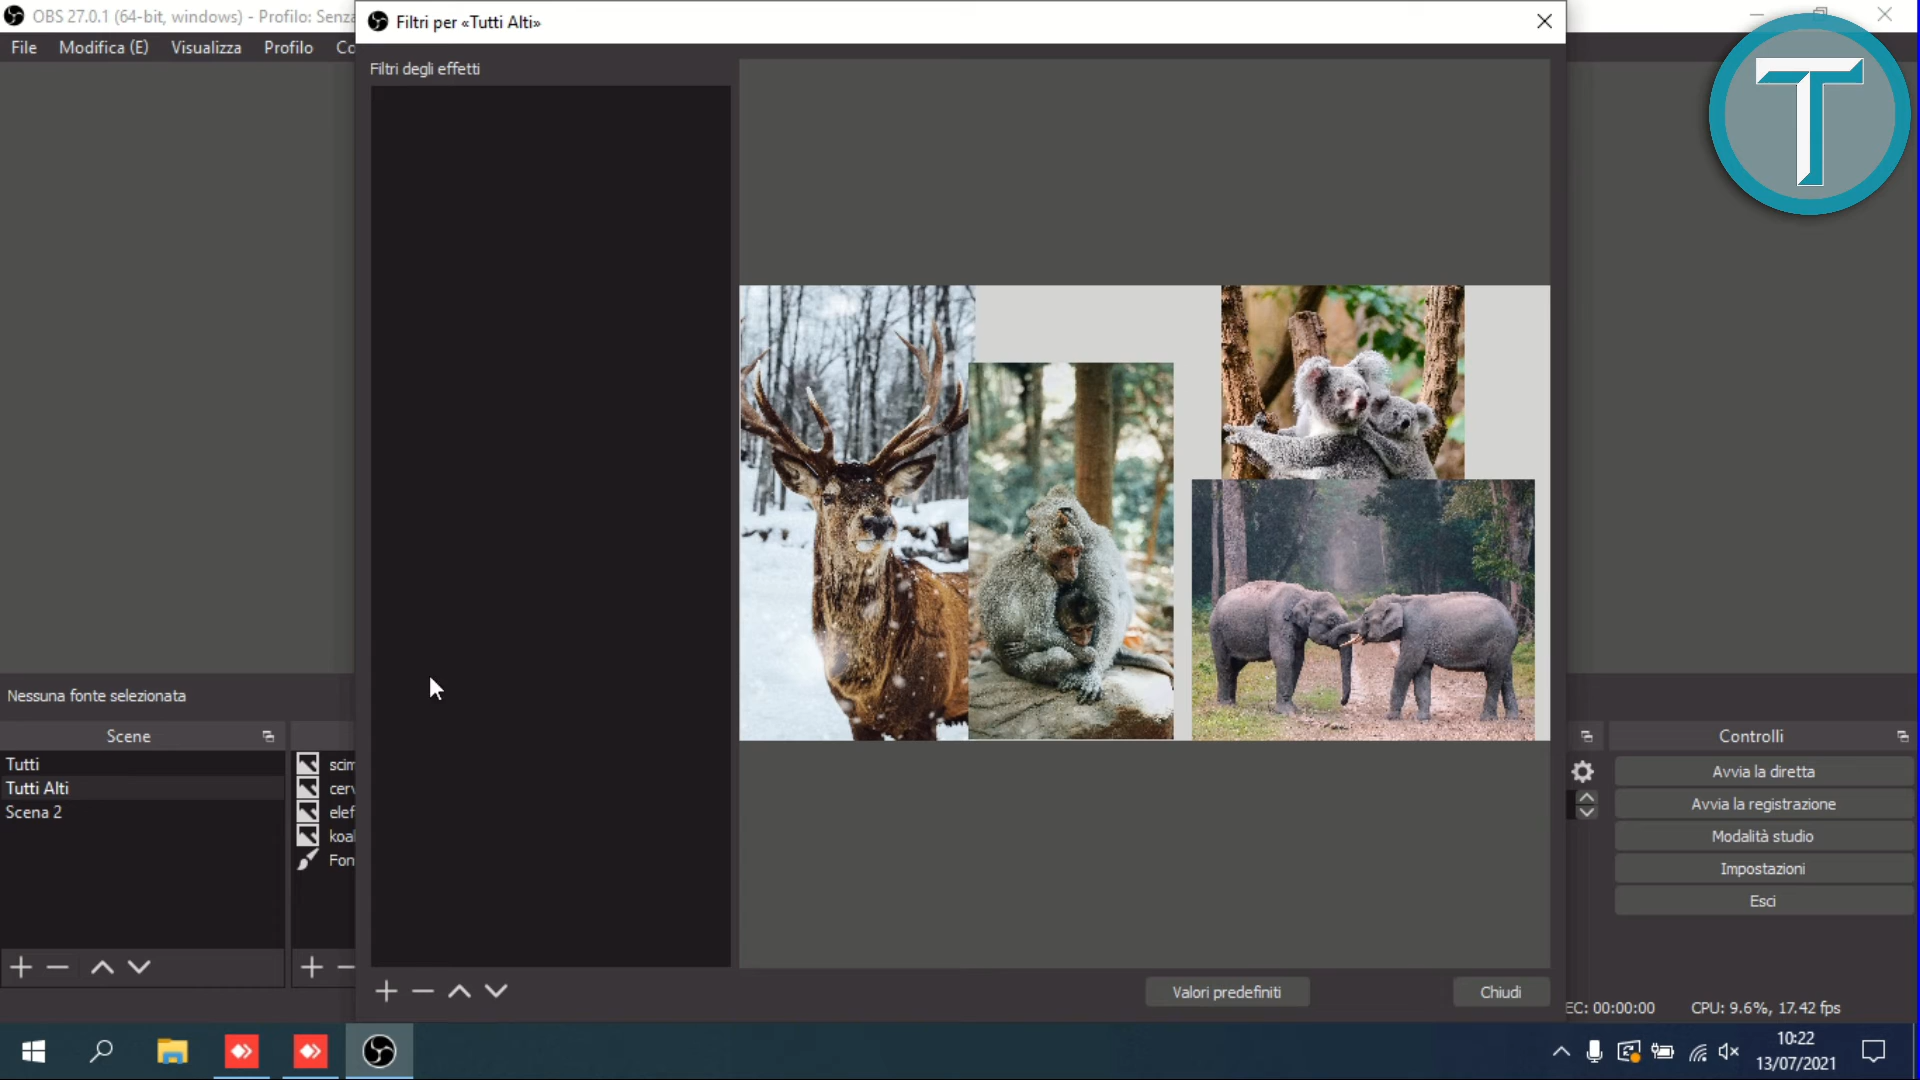 OBS 27.0.1 (64-bit, windows) - Profilo: Senza
Filtri per «Tutti Alti»
File Modifica (E) Visualizza Profilo Co
Filtri degli effetti
T
Nessuna fonte selezionata
Scene
Controlli
Tutti
Tutti Alti
Scena 2
scim
cerv
elef
koal
Fon
Avvia la diretta
Avvia la registrazione
Modalità studio
Impostazioni
Esci
Valori predefiniti
Chiudi
EC: 00:00:00
CPU: 9.6%, 17.42 fps
10:22
13/07/2021